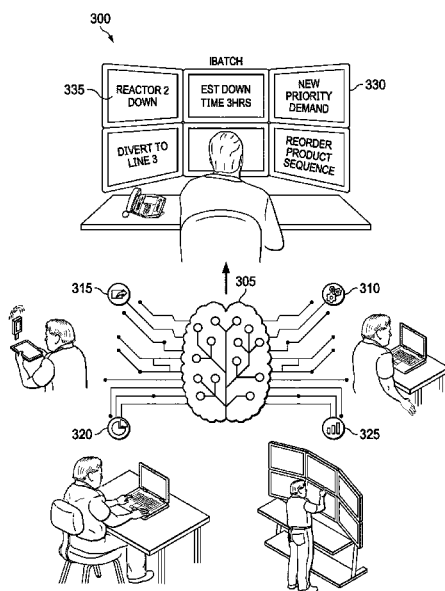 300
IBATCH
335
REACTOR 2
DOWN
EST DOWN
TIME 3HRS
NEW
PRIORITY
DEMAND
330
DIVERT TO
LINE 3
REORDER
PRODUCT
SEQUENCE
315
305
310
320
325